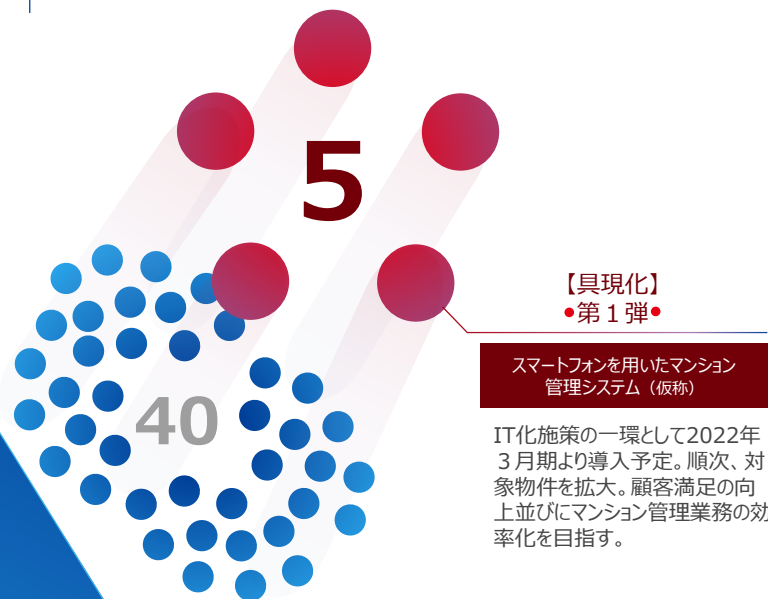 5
40
【具現化】
●第１弾●
スマートフォンを用いたマンション
管理システム（仮称）
IT化施策の一環として2022年
３月期より導入予定。順次、対
象物件を拡大。顧客満足の向
上並びにマンション管理業務の効
率化を目指す。